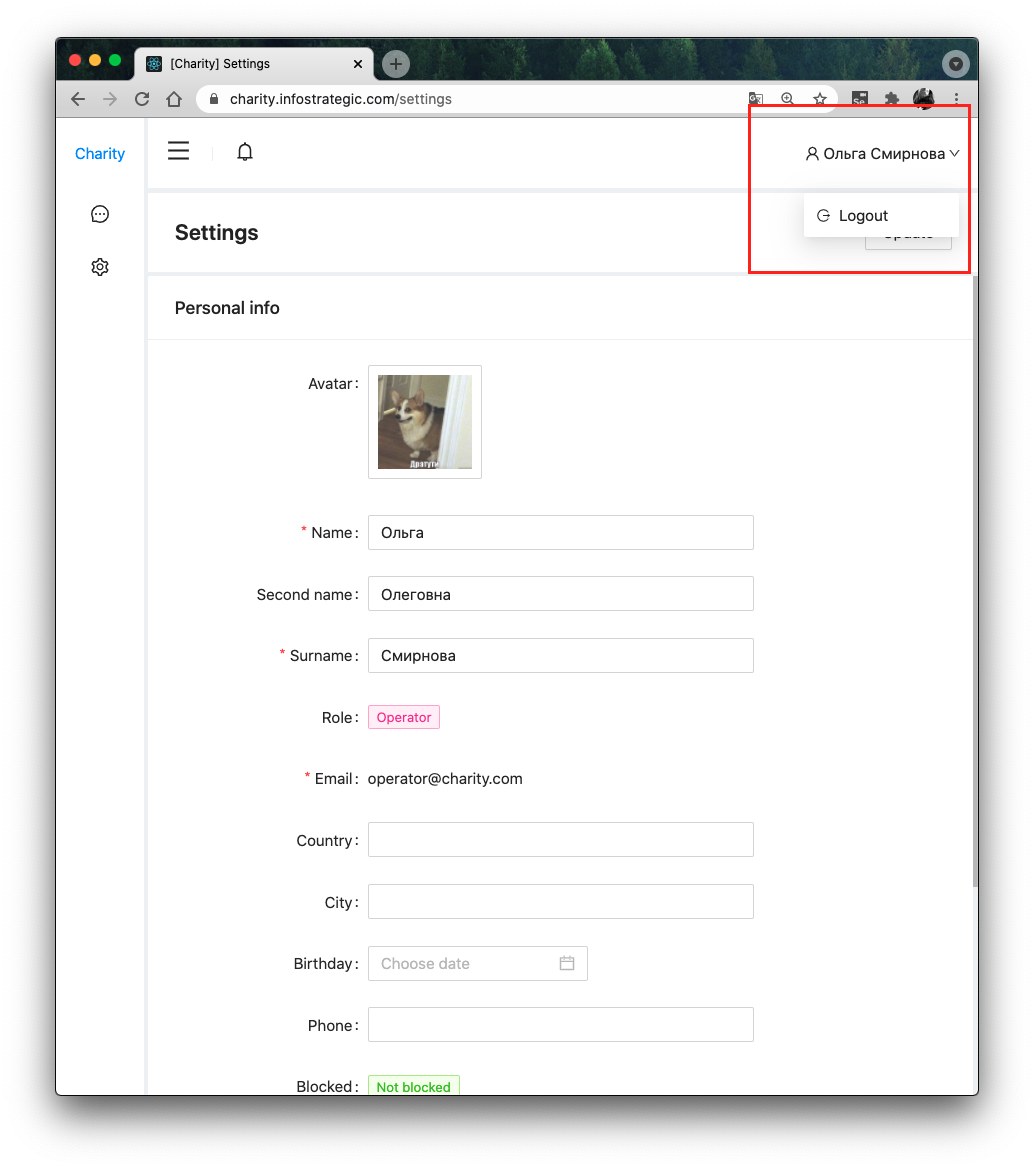 [Charity] Settings
charity.infostrategic.com/settings
Charity
Ольга Смирнова
Logout
Settings
Update
Personal info
Avatar:
Дратути
* Name: Ольга
Second name: Олеговна
* Surname: Смирнова
Role: Operator
* Email: operator@charity.com
Country:
City:
Birthday: Choose date
Phone:
Blocked: Not blocked